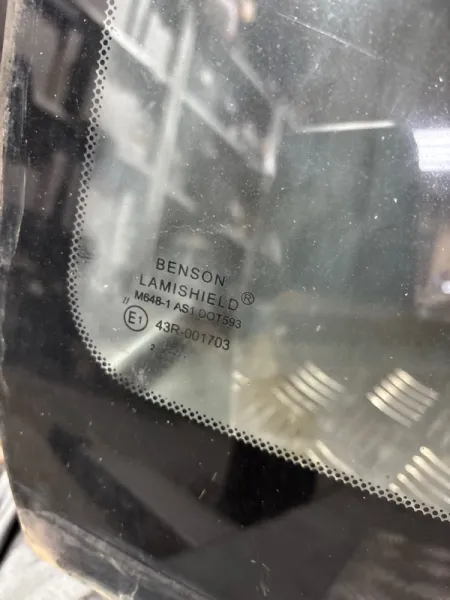 BENSON
LAMISHIELD®
M648-1 AS1 DOT593
E1 43R-001703